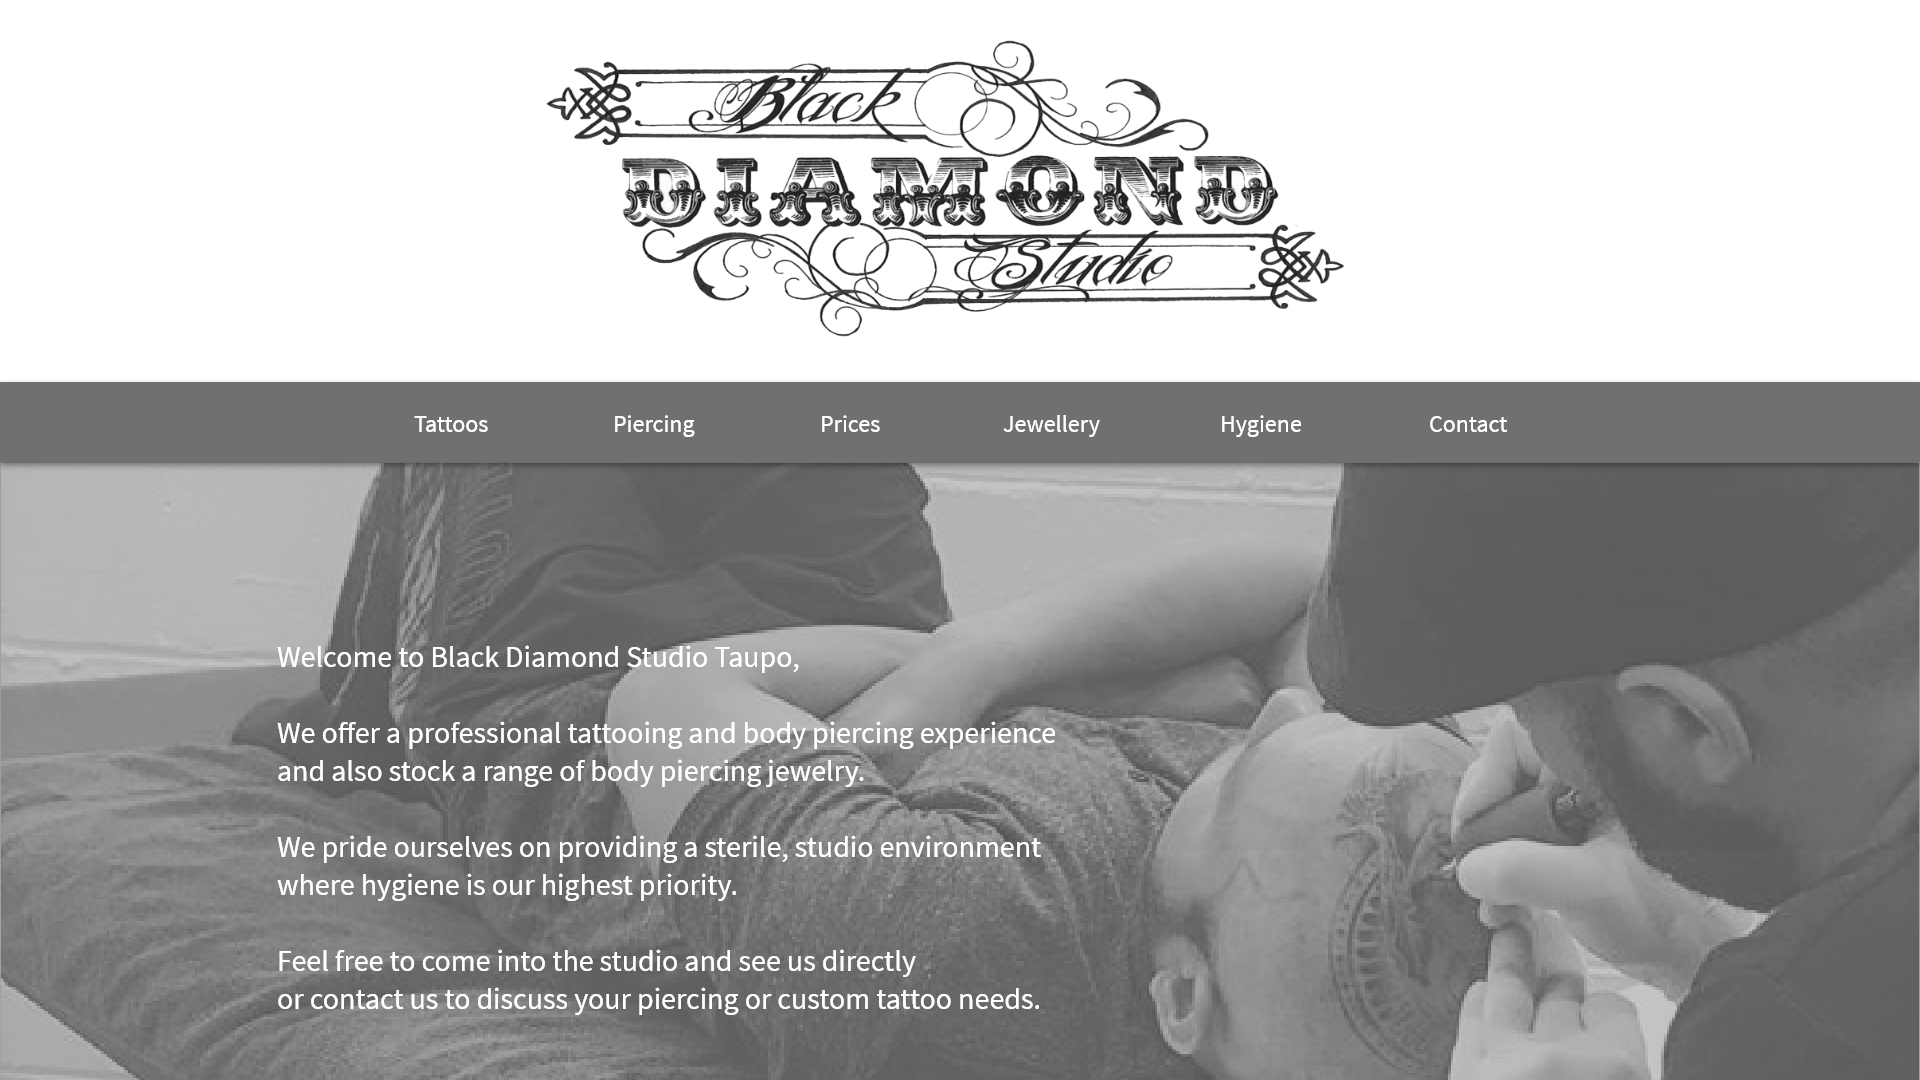 Black
DIAMOND
Studio
Tattoos Piercing Prices Jewellery Hygiene Contact
Welcome to Black Diamond Studio Taupo,
We offer a professional tattooing and body piercing experience
and also stock a range of body piercing jewelry.
We pride ourselves on providing a sterile, studio environment
where hygiene is our highest priority.
Feel free to come into the studio and see us directly
or contact us to discuss your piercing or custom tattoo needs.